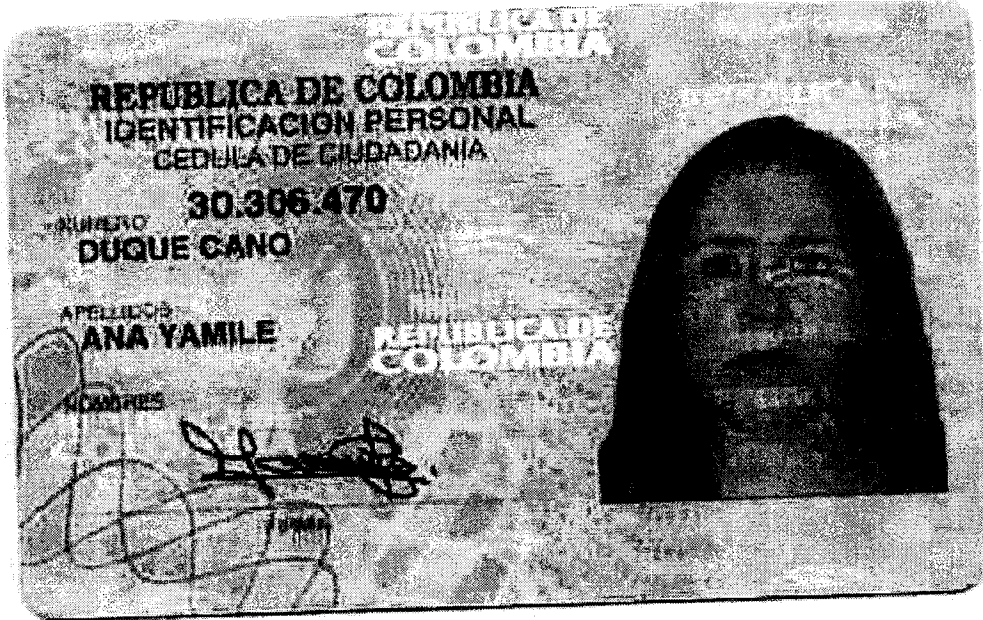 REPUBLICA DE
COLOMBIA
REPUBLICA DE COLOMBIA
IDENTIFICACION PERSONAL
CEDULA DE CIUDADANIA
30.306.470
NUMERO
DUQUE CANO
APELLIDOS
ANA YAMILE
REPUBLICA DE
COLOMBIA
NOMBRES
FIRMA